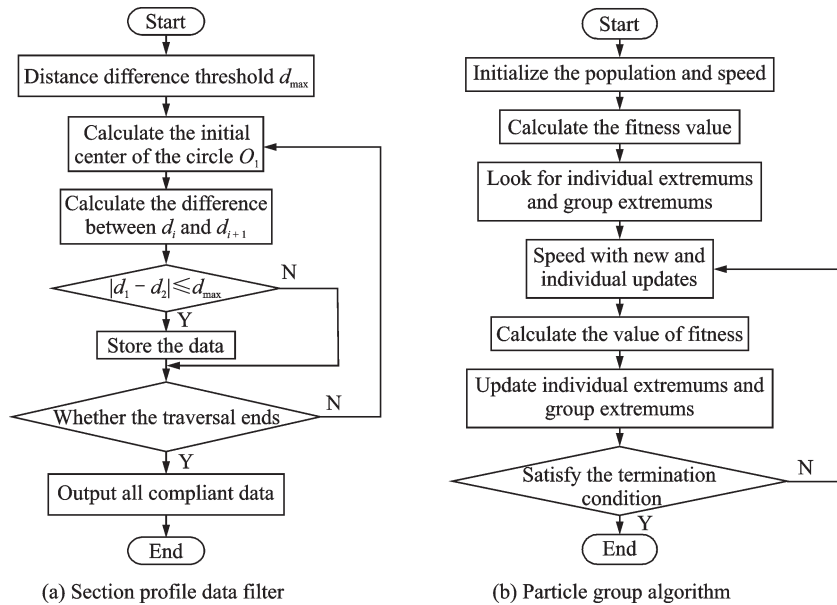 Start
Distance difference threshold d_max
Calculate the initial
center of the circle O_1
Calculate the difference
between d_i and d_{i+1}
|d_1 − d_2| ⩽ d_max
N
Y
Store the data
Whether the traversal ends
N
Y
Output all compliant data
End
(a) Section profile data filter
Start
Initialize the population and speed
Calculate the fitness value
Look for individual extremums
and group extremums
Speed with new and
individual updates
Calculate the value of fitness
Update individual extremums and
group extremums
Satisfy the termination
condition
N
Y
End
(b) Particle group algorithm